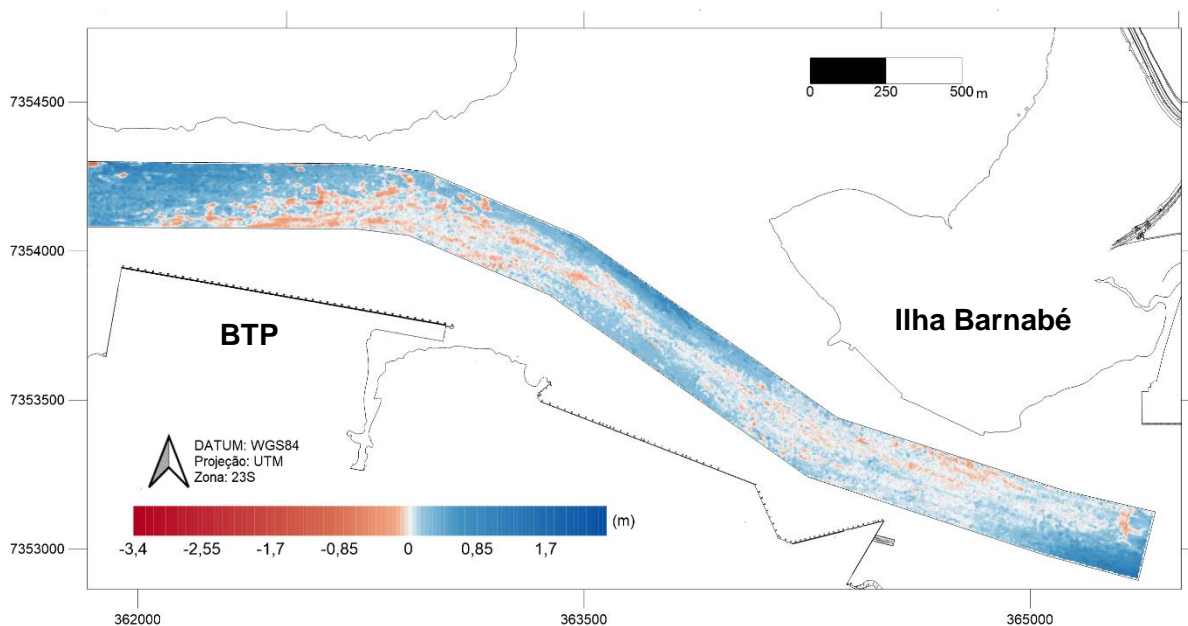 7354500
0 250 500 m
7354000
BTP
Ilha Barnabé
7353500
DATUM: WGS84
Projeção: UTM
Zona: 23S
(m)
-3,4 -2,55 -1,7 -0,85 0 0,85 1,7
7353000
362000 363500 365000